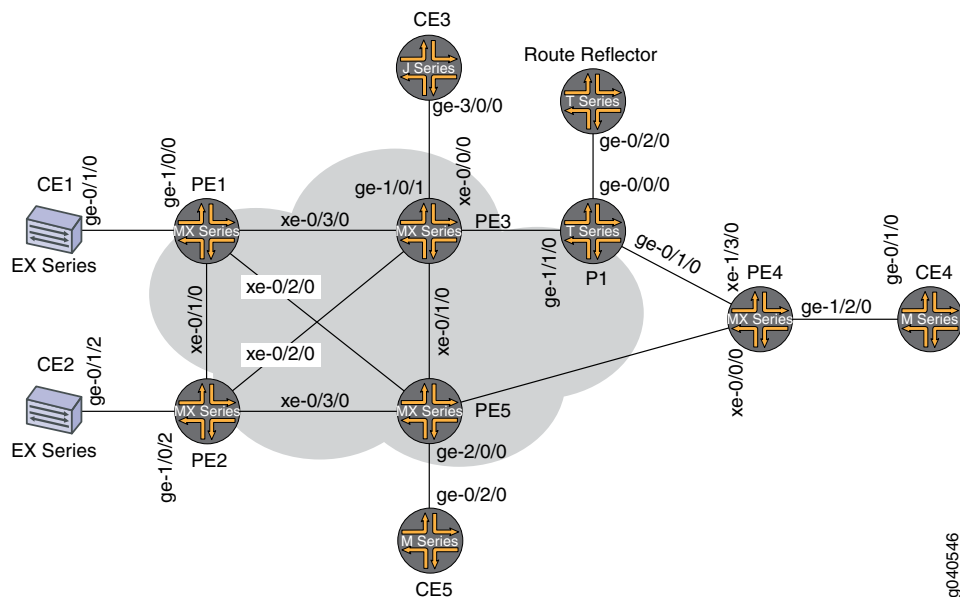 CE3
J Series
ge-3/0/0
Route Reflector
T Series
ge-0/2/0
CE1
ge-0/1/0
EX Series
ge-1/0/0
PE1
MX Series
xe-0/3/0
ge-1/0/1
xe-0/0/0
MX Series
PE3
ge-0/0/0
T Series
ge-1/1/0
P1
ge-0/1/0
xe-1/3/0
PE4
MX Series
ge-1/2/0
xe-0/0/0
ge-0/1/0
CE4
M Series
xe-0/2/0
xe-0/1/0
xe-0/2/0
xe-0/1/0
CE2
ge-0/1/2
EX Series
MX Series
ge-1/0/2
PE2
xe-0/3/0
MX Series
PE5
ge-2/0/0
ge-0/2/0
M Series
CE5
g040546